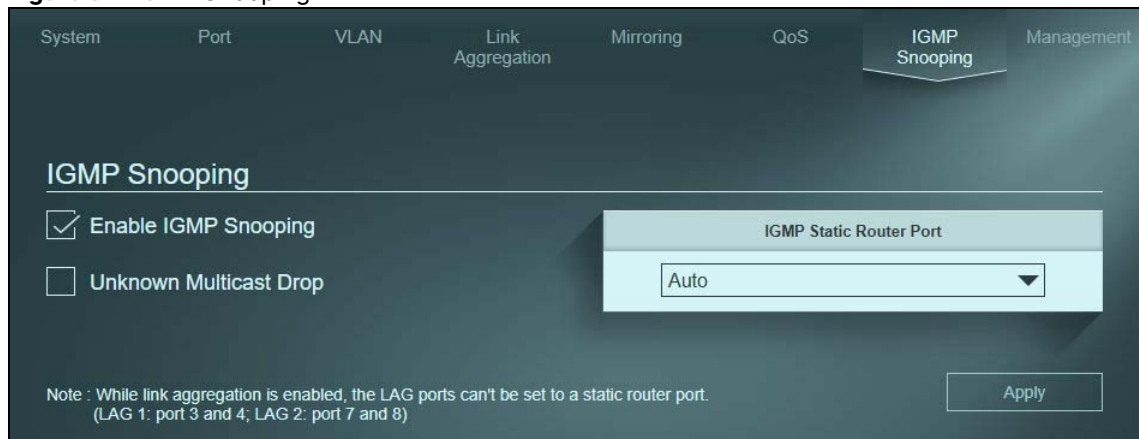 System Port VLAN Link Aggregation Mirroring QoS IGMP Snooping Management
IGMP Snooping
Enable IGMP Snooping
Unknown Multicast Drop
IGMP Static Router Port
Auto
Note : While link aggregation is enabled, the LAG ports can't be set to a static router port.
(LAG 1: port 3 and 4; LAG 2: port 7 and 8)
Apply